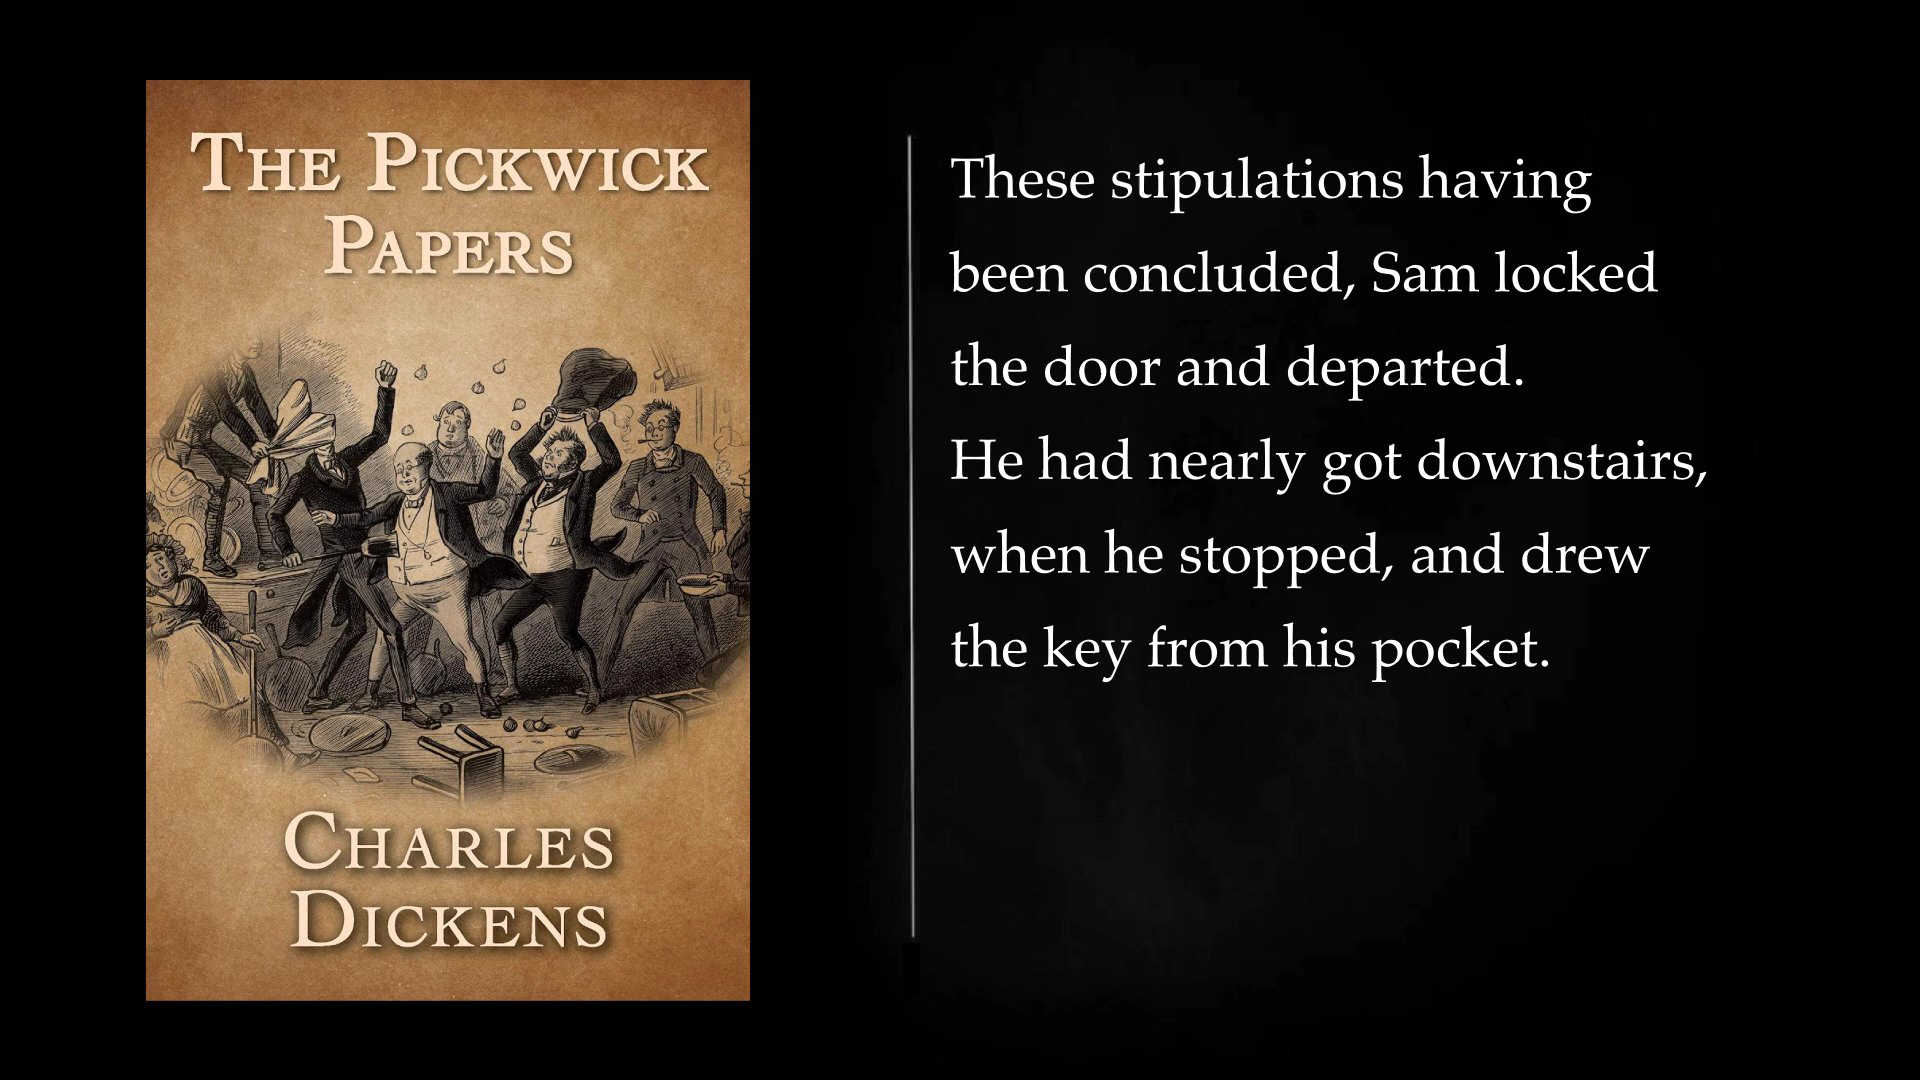 The Pickwick
Papers
Charles
Dickens
These stipulations having
been concluded, Sam locked
the door and departed.
He had nearly got downstairs,
when he stopped, and drew
the key from his pocket.